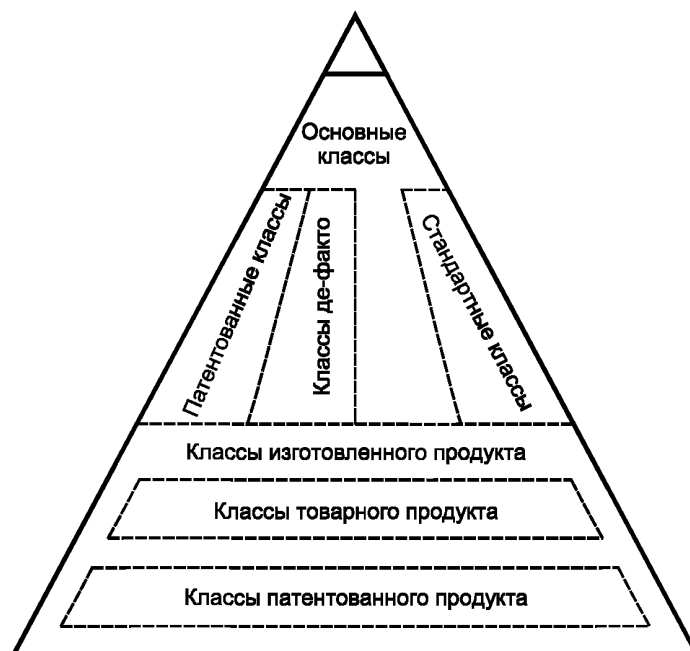 Основные
классы
Патентованные классы
Классы де-факто
Стандартные классы
Классы изготовленного продукта
Классы товарного продукта
Классы патентованного продукта